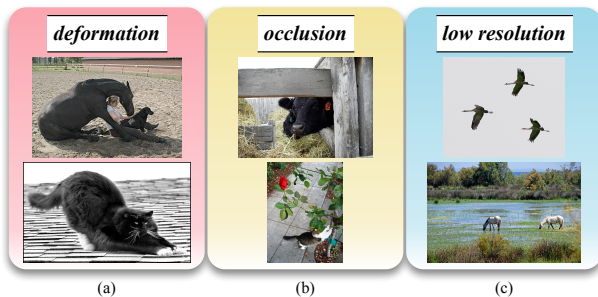 deformation
occlusion
low resolution
(a)
(b)
(c)